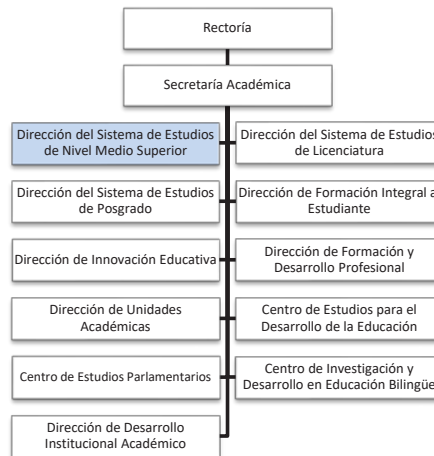 Rectoría
Secretaría Académica
Dirección del Sistema de Estudios
de Nivel Medio Superior
Dirección del Sistema de Estudios
de Licenciatura
Dirección del Sistema de Estudios
de Posgrado
Dirección de Formación Integral al
Estudiante
Dirección de Innovación Educativa
Dirección de Formación y
Desarrollo Profesional
Dirección de Unidades
Académicas
Centro de Estudios para el
Desarrollo de la Educación
Centro de Estudios Parlamentarios
Centro de Investigación y
Desarrollo en Educación Bilingüe
Dirección de Desarrollo
Institucional Académico